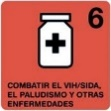 6
COMBATIR EL VIH/SIDA,
EL PALUDISMO Y OTRAS
ENFERMEDADES